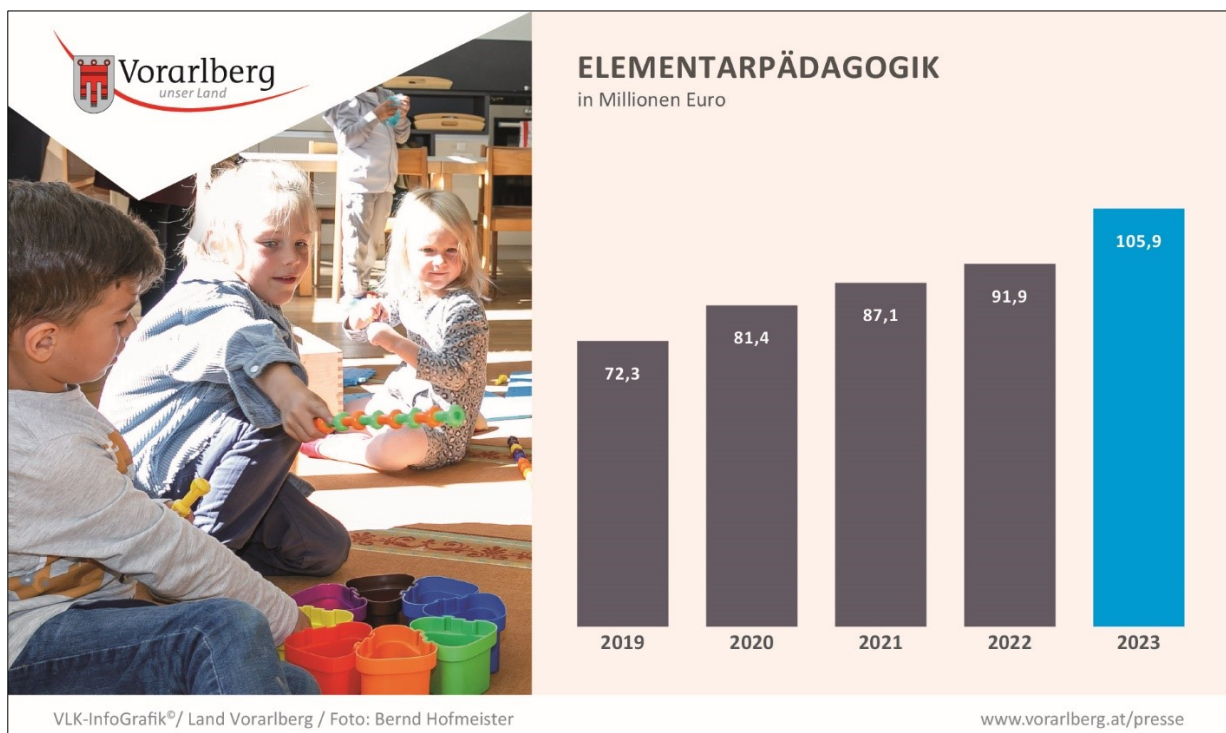 Vorarlberg
unser Land
ELEMENTARPÄDAGOGIK
in Millionen Euro
72,3
81,4
87,1
91,9
105,9
2019 2020 2021 2022 2023
VLK-InfoGrafik©/ Land Vorarlberg / Foto: Bernd Hofmeister
www.vorarlberg.at/presse